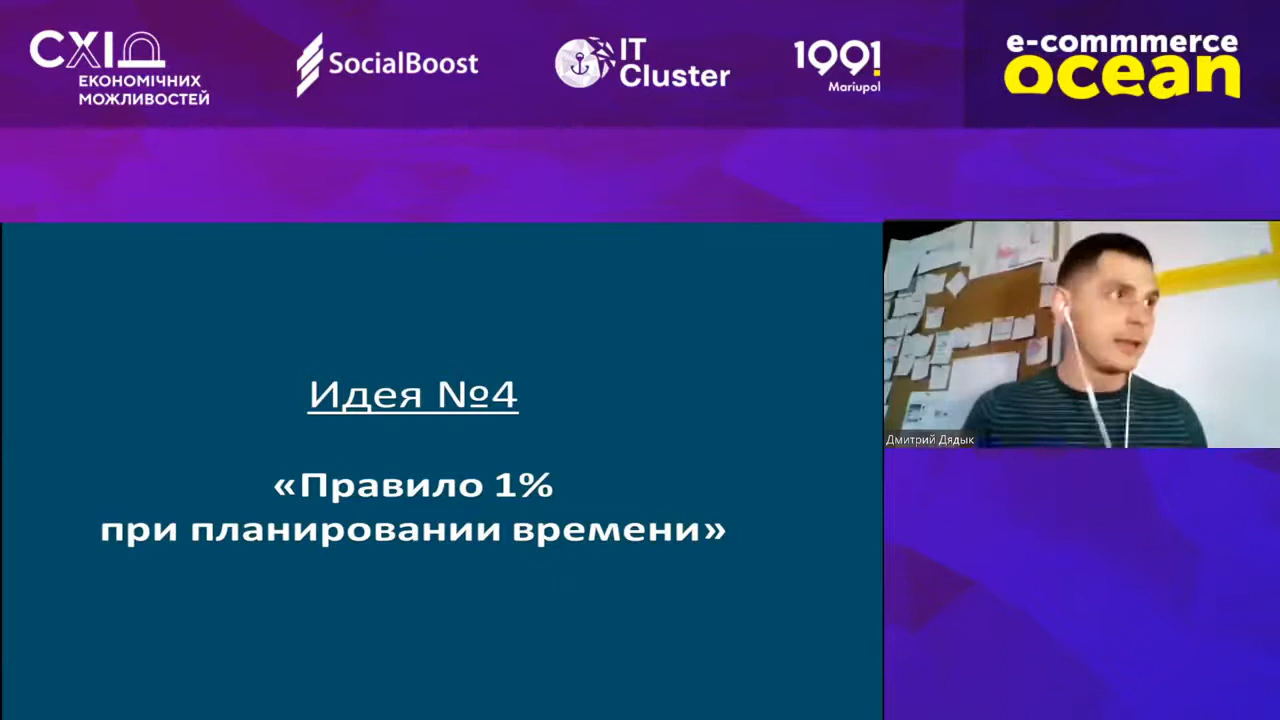 СХІД
ЕКОНОМІЧНИХ
МОЖЛИВОСТЕЙ
SocialBoost
IT
Cluster
1991
Mariupol
e-commmerce
ocean
Идея №4
«Правило 1%
при планировании времени»
Дмитрий Дядык